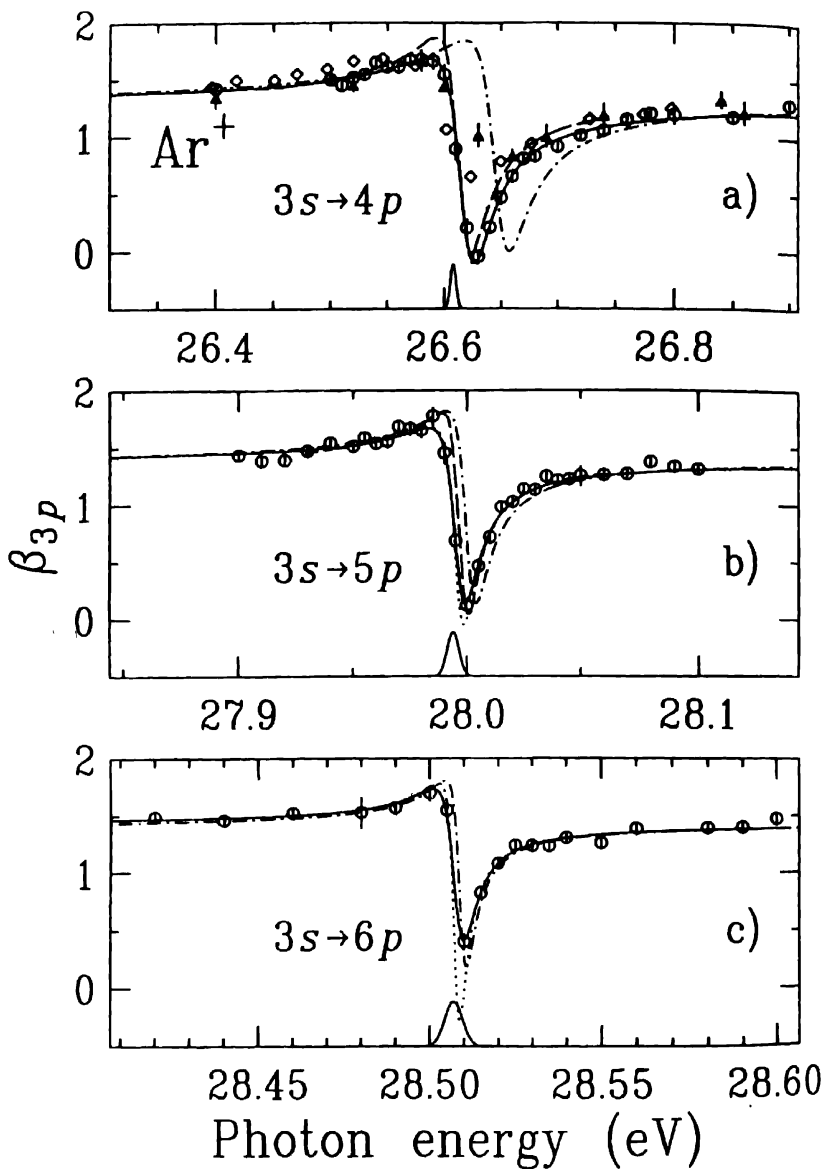 2
1
0
Ar+
3s→4p
a)
26.4 26.6 26.8
2
1
0
3s→5p
b)
27.9 28.0 28.1
β3p
2
1
0
3s→6p
c)
28.45 28.50 28.55 28.60
Photon energy (eV)